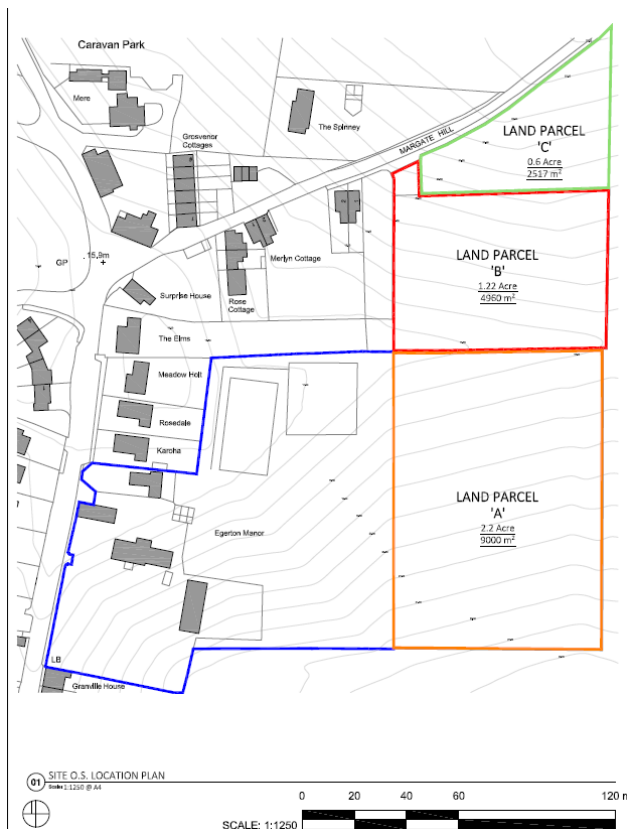 Caravan Park
Mere
Grosvenor
Cottages
The Spinney
MARGATE HILL
LAND PARCEL
'C'
0.6 Acre
2517 m²
LAND PARCEL
'B'
1.22 Acre
4960 m²
GP
15.9m
Merlyn Cottage
Surprise House
Rose
Cottage
The Elms
Meadow Holt
Rosedale
Karoha
LAND PARCEL
'A'
2.2 Acre
9000 m²
Egerton Manor
LB
Granville House
01
SITE O.S. LOCATION PLAN
Scale: 1:1250 @ A4
SCALE: 1:1250
0 20 40 60 120 m